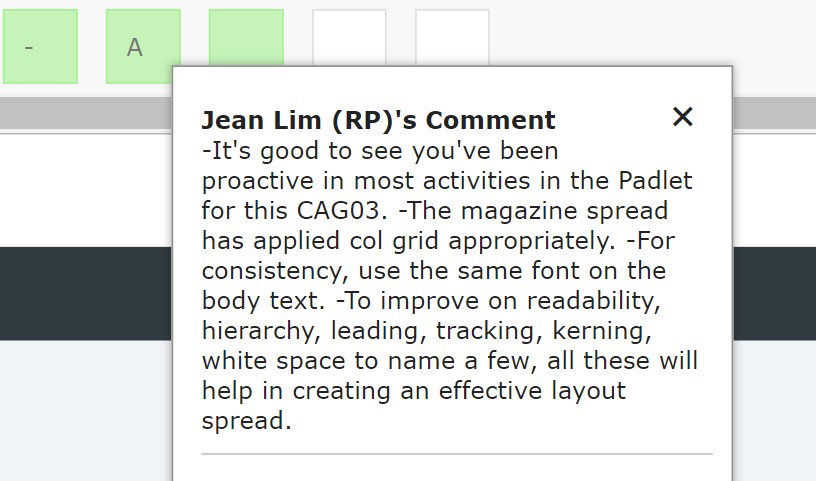 -
A
Jean Lim (RP)'s Comment
-It's good to see you've been
proactive in most activities in the Padlet
for this CAG03. -The magazine spread
has applied col grid appropriately. -For
consistency, use the same font on the
body text. -To improve on readability,
hierarchy, leading, tracking, kerning,
white space to name a few, all these will
help in creating an effective layout
spread.